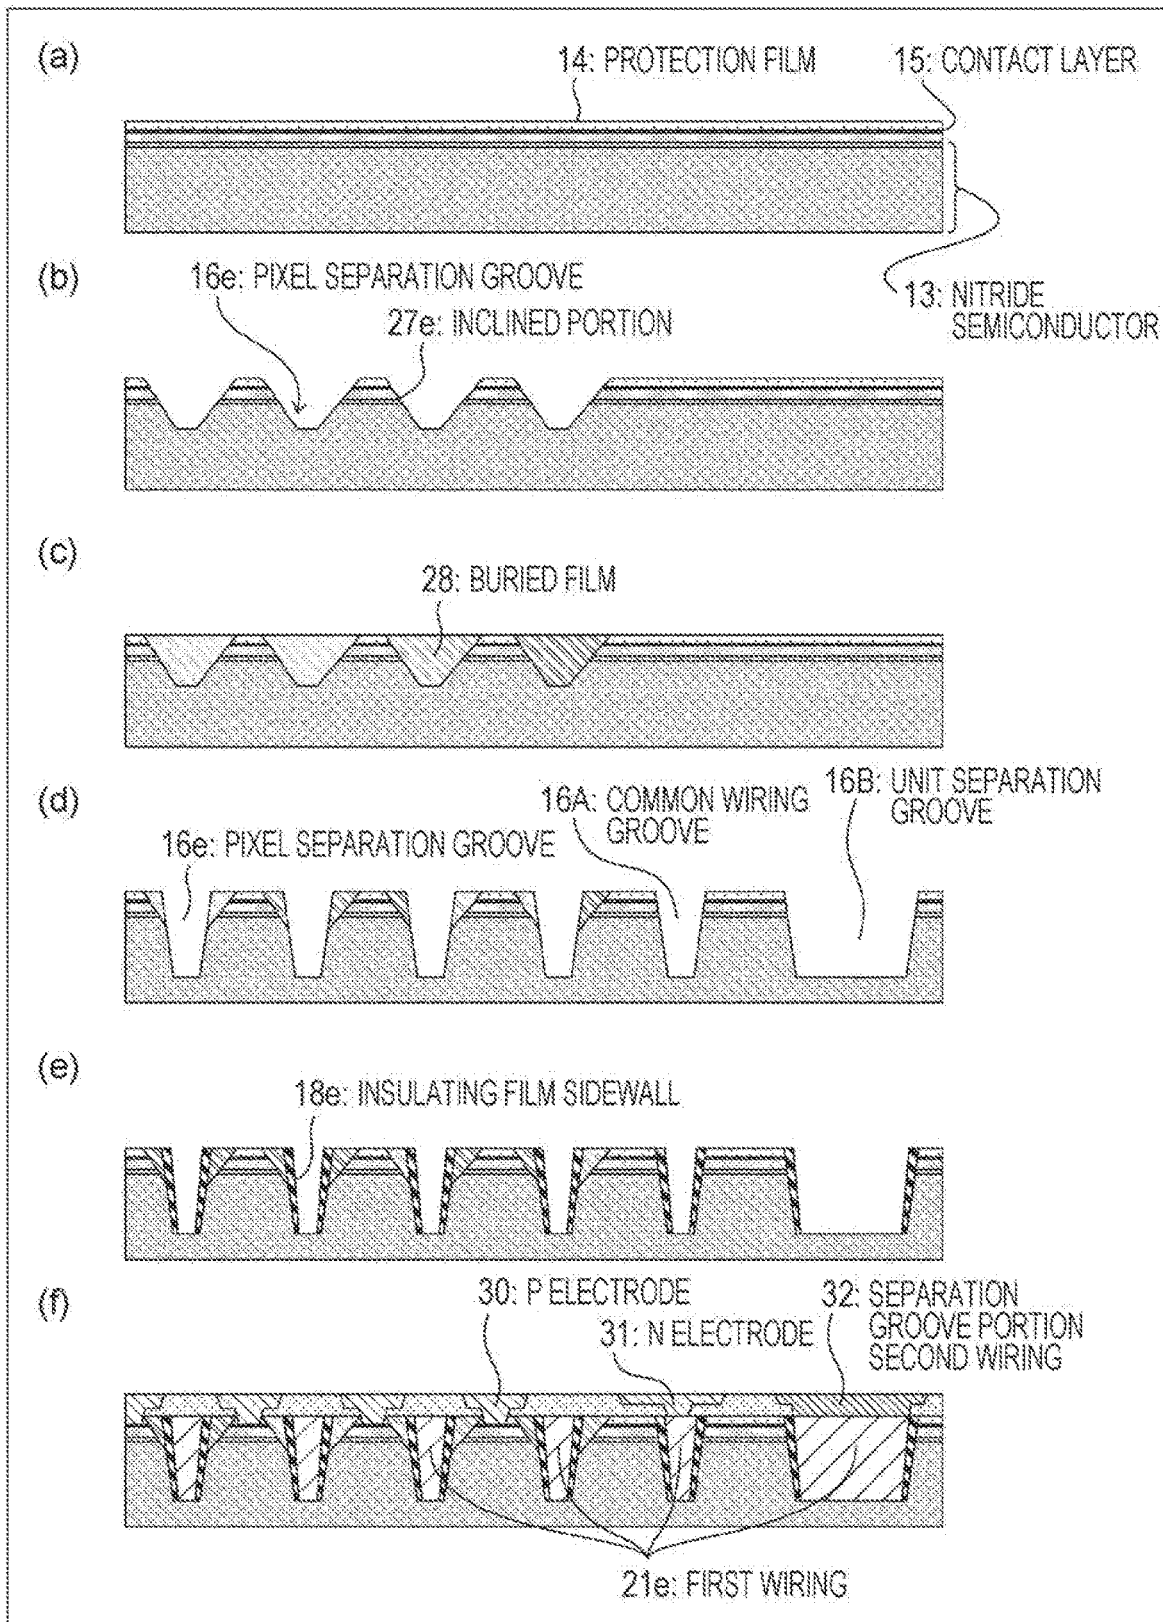 (a)
14: PROTECTION FILM
15: CONTACT LAYER
13: NITRIDE
SEMICONDUCTOR
(b)
16e: PIXEL SEPARATION GROOVE
27e: INCLINED PORTION
(c)
28: BURIED FILM
(d)
16e: PIXEL SEPARATION GROOVE
16A: COMMON WIRING
GROOVE
16B: UNIT SEPARATION
GROOVE
(e)
18e: INSULATING FILM SIDEWALL
(f)
30: P ELECTRODE
31: N ELECTRODE
32: SEPARATION
GROOVE PORTION
SECOND WIRING
21e: FIRST WIRING